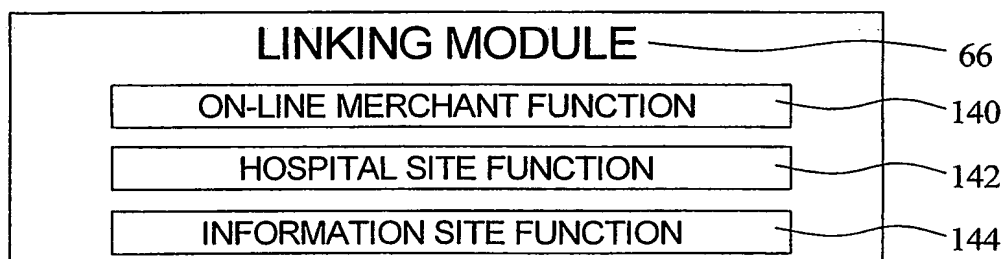 LINKING MODULE 66
ON-LINE MERCHANT FUNCTION 140
HOSPITAL SITE FUNCTION 142
INFORMATION SITE FUNCTION 144